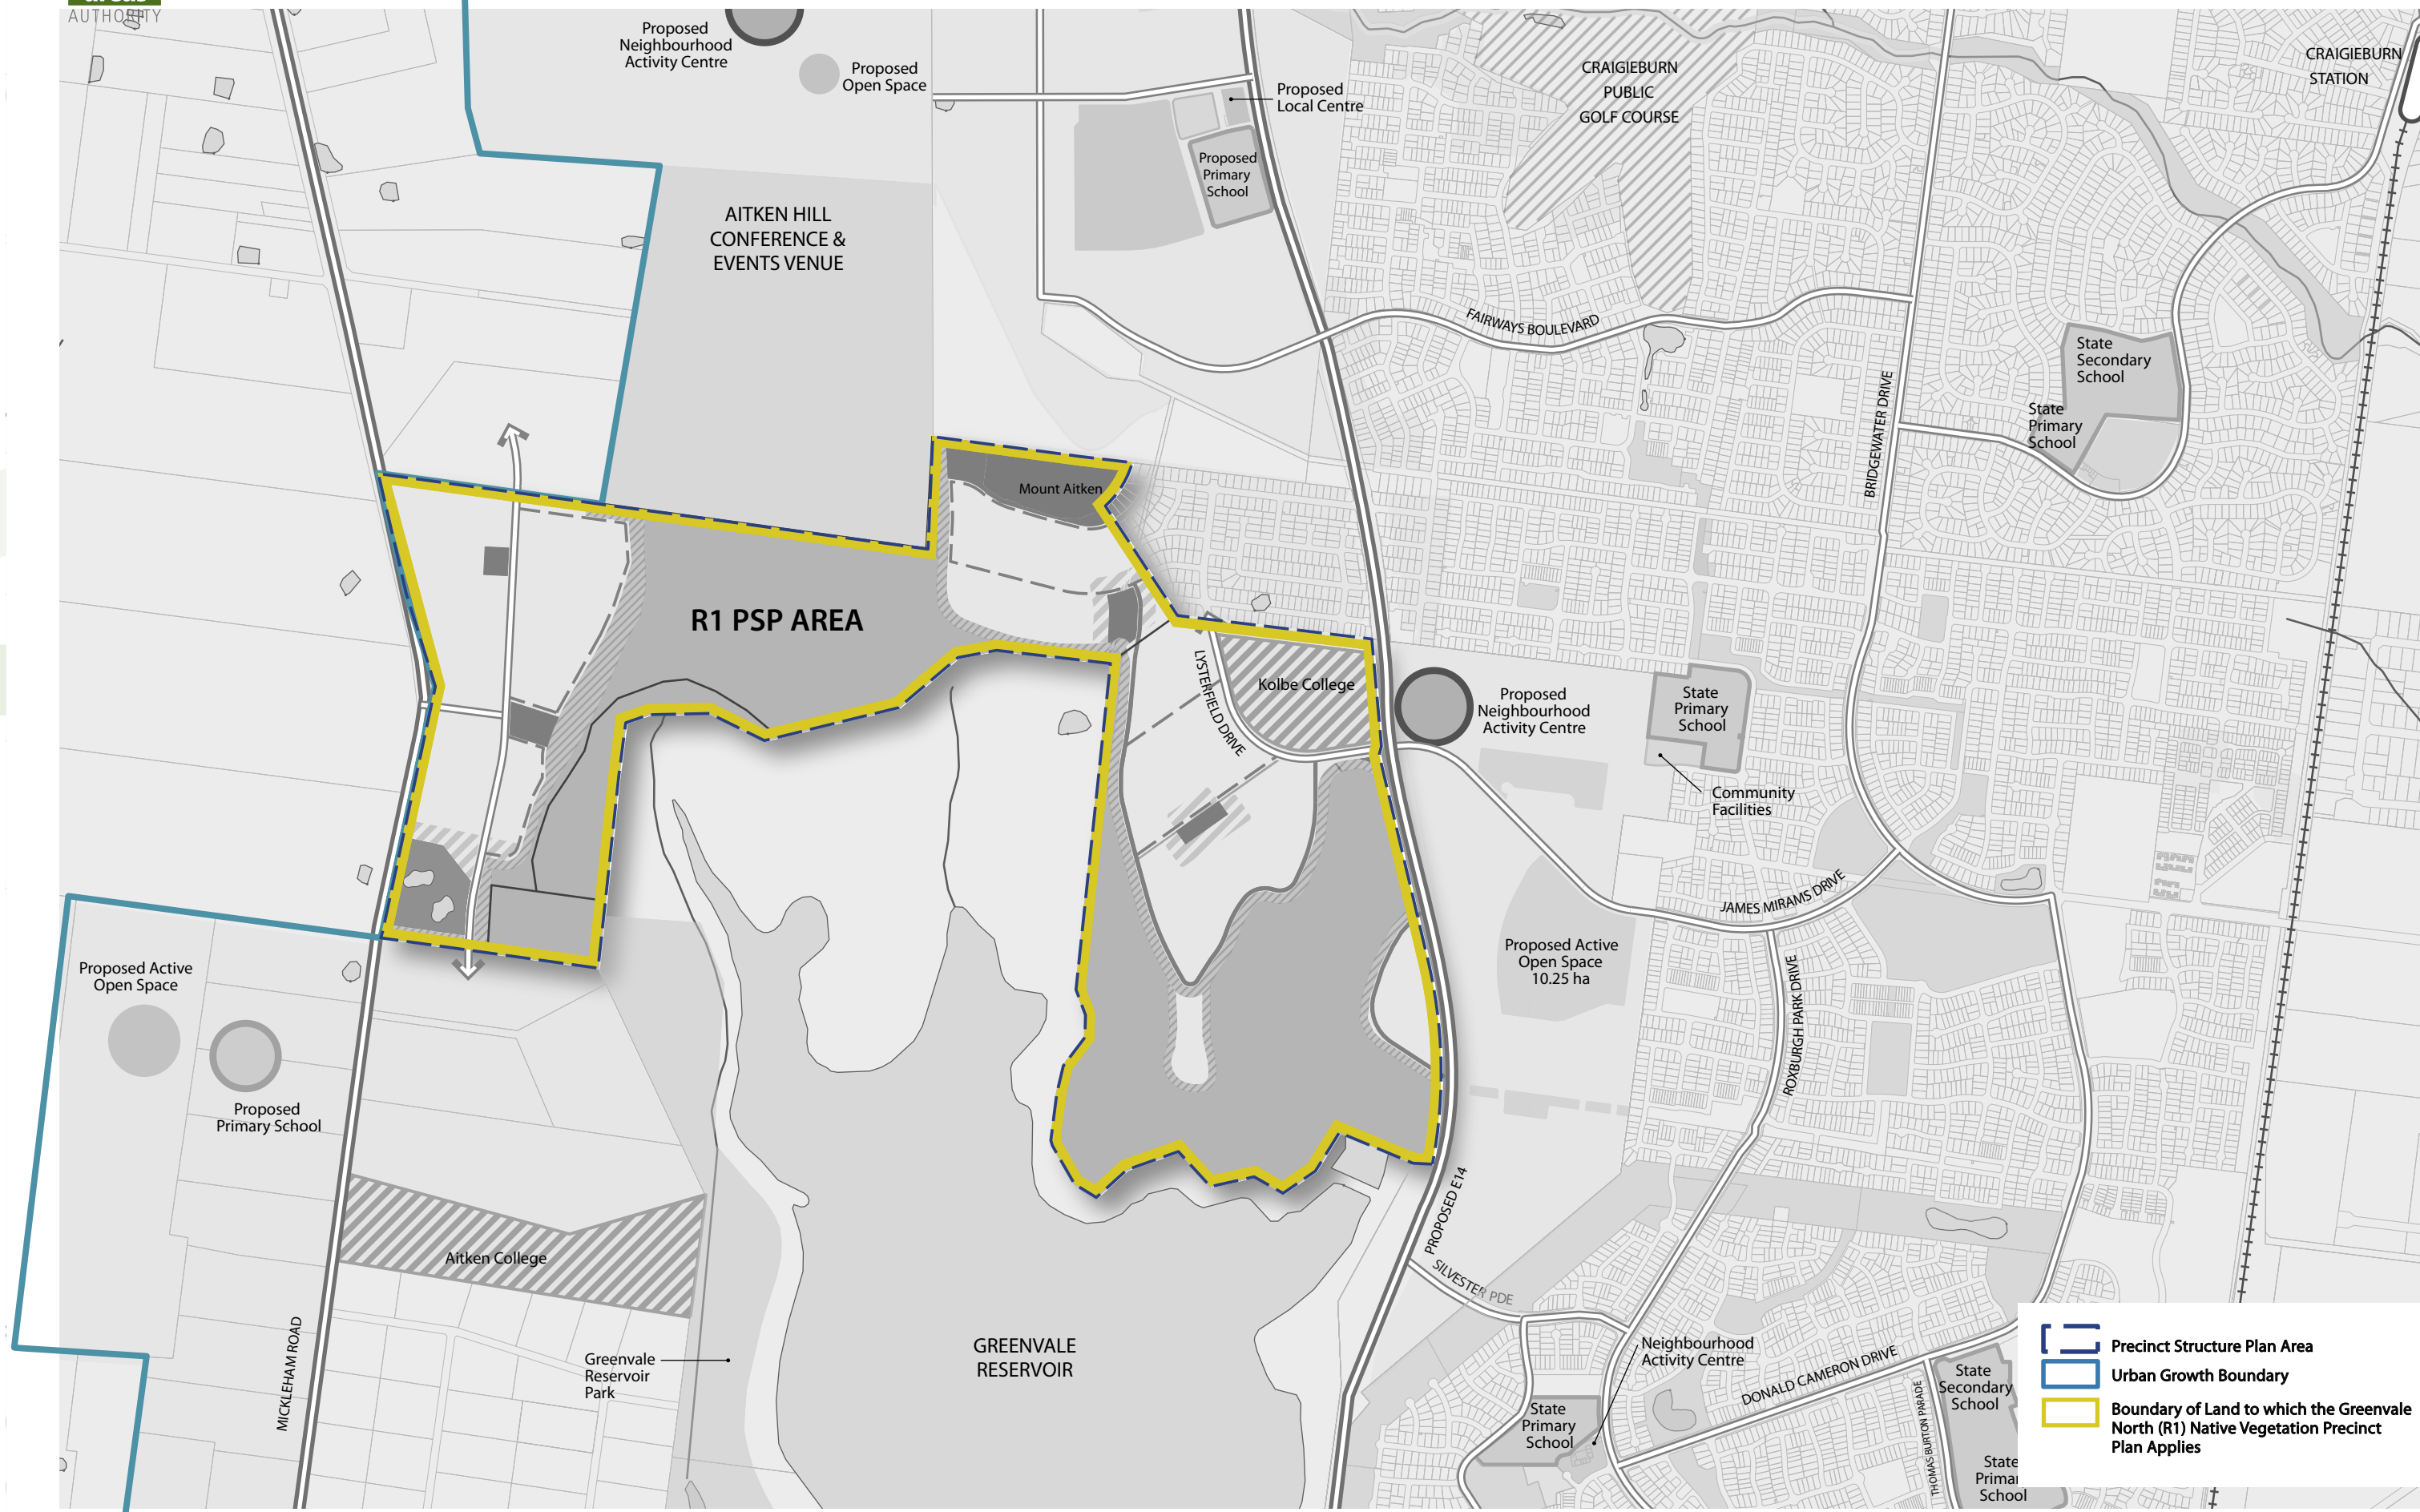 AUTHORITY
Proposed
Neighbourhood
Activity Centre
Proposed
Open Space
Proposed
Local Centre
Proposed
Primary
School
CRAIGIEBURN
PUBLIC
GOLF COURSE
CRAIGIEBURN
STATION
AITKEN HILL
CONFERENCE &
EVENTS VENUE
FAIRWAYS BOULEVARD
State
Secondary
School
State
Primary
School
BRIDGEWATER DRIVE
Mount Aitken
R1 PSP AREA
LYSTERFIELD DRIVE
Kolbe College
Proposed
Neighbourhood
Activity Centre
State
Primary
School
Community
Facilities
JAMES MIRAMS DRIVE
Proposed Active
Open Space
10.25 ha
ROXBURGH PARK DRIVE
Proposed Active
Open Space
Proposed
Primary School
Aitken College
MICKLEHAM ROAD
Greenvale
Reservoir
Park
GREENVALE
RESERVOIR
PROPOSED E14
SILVESTER PDE
Neighbourhood
Activity Centre
DONALD CAMERON DRIVE
State
Primary
School
THOMAS BURTON PARADE
State
Secondary
School
State
Primar
School
Precinct Structure Plan Area
Urban Growth Boundary
Boundary of Land to which the Greenvale
North (R1) Native Vegetation Precinct
Plan Applies